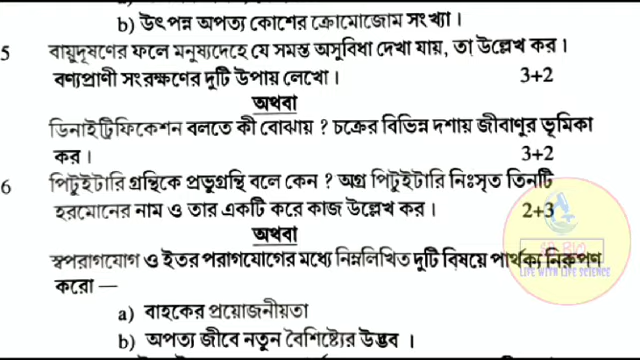 b) উৎপন্ন অপত্য কোশের ক্রোমোজোম সংখ্যা।
5 বায়ুদূষণের ফলে মনুষ্যদেহে যে সমস্ত অসুবিধা দেখা যায়, তা উল্লেখ কর।
বণ্যপ্রাণী সংরক্ষণের দুটি উপায় লেখো। 3+2
অথবা
ডিনাইট্রিফিকেশন বলতে কী বোঝায় ? চক্রের বিভিন্ন দশায় জীবাণুর ভূমিকা
কর। 3+2
6 পিটুইটারি গ্রন্থিকে প্রভুগ্রন্থি বলে কেন ? অগ্র পিটুইটারি নিঃসৃত তিনটি
হরমোনের নাম ও তার একটি করে কাজ উল্লেখ কর। 2+3
অথবা
স্বপরাগযোগ ও ইতর পরাগযোগের মধ্যে নিম্নলিখিত দুটি বিষয়ে পার্থক্য নিরূপণ
করো —
a) বাহকের প্রয়োজনীয়তা
b) অপত্য জীবে নতুন বৈশিষ্ট্যের উদ্ভব ।
LIFE WITH LIFE SCIENCE